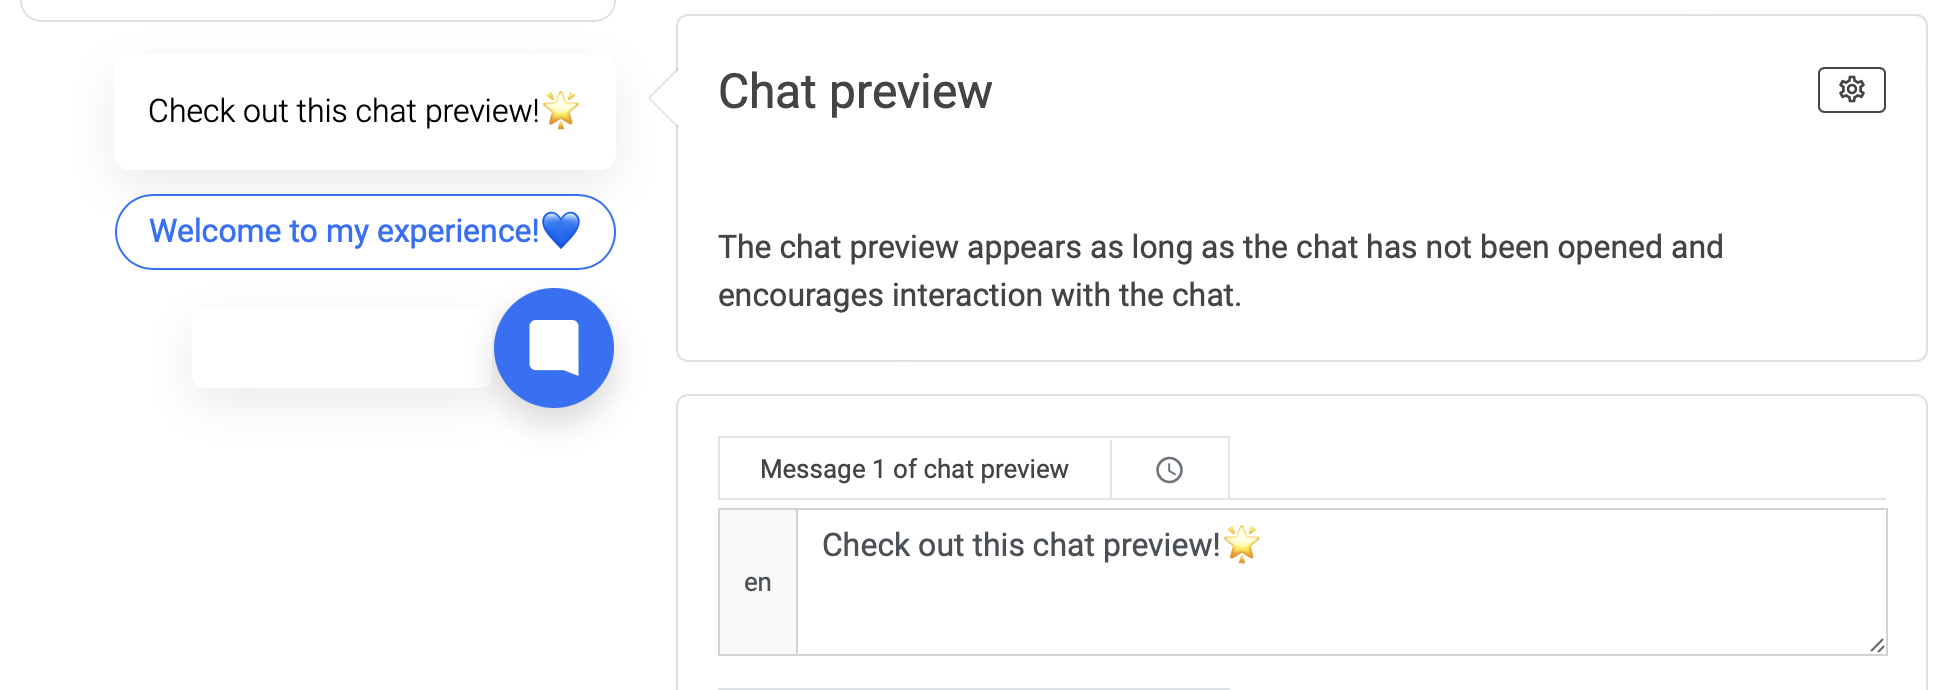 Check out this chat preview!🌟
Welcome to my experience!💙
Chat preview
The chat preview appears as long as the chat has not been opened and
encourages interaction with the chat.
Message 1 of chat preview
en
Check out this chat preview!🌟